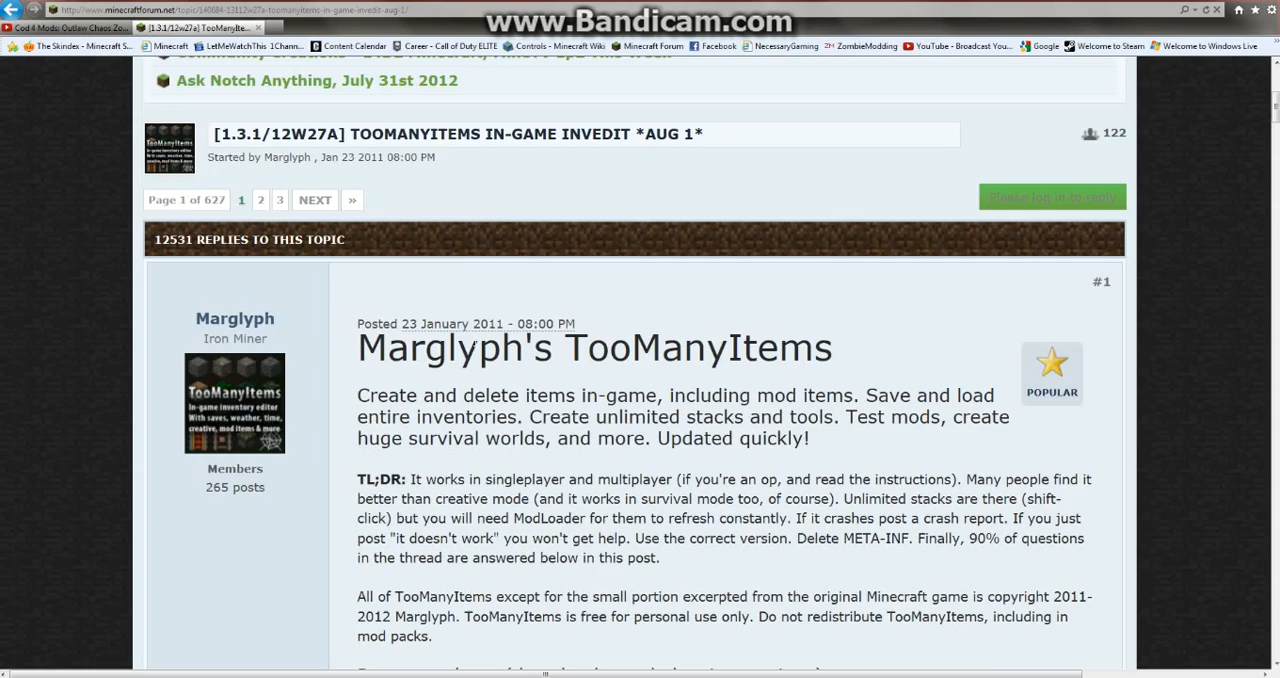 www.Bandicam.com
http://www.minecraftforum.net/topic/140684-13112w27a-toomanyitems-in-game-invedit-aug-1/
Cod 4 Mods: Outlaw Chaos Zo...
[1.3.1/12w27a] TooManyIte...
The Skindex - Minecraft S...
Minecraft
LetMeWatchThis 1Chann...
Content Calendar
Career - Call of Duty ELITE
Controls - Minecraft Wiki
Minecraft Forum
Facebook
NecessaryGaming
ZombieModding
YouTube - Broadcast You...
Google
Welcome to Steam
Welcome to Windows Live
Ask Notch Anything, July 31st 2012
[1.3.1/12W27A] TOOMANYITEMS IN-GAME INVEDIT *AUG 1*
122
Started by Marglyph , Jan 23 2011 08:00 PM
Page 1 of 627 1 2 3 NEXT »
Please log in to reply
12531 REPLIES TO THIS TOPIC
#1
Marglyph
Iron Miner
TooManyItems
In-game inventory editor
With saves, weather, time,
creative, mod items & more
Members
265 posts
Posted 23 January 2011 - 08:00 PM
Marglyph's TooManyItems
POPULAR
Create and delete items in-game, including mod items. Save and load
entire inventories. Create unlimited stacks and tools. Test mods, create
huge survival worlds, and more. Updated quickly!
TL;DR: It works in singleplayer and multiplayer (if you're an op, and read the instructions). Many people find it
better than creative mode (and it works in survival mode too, of course). Unlimited stacks are there (shift-
click) but you will need ModLoader for them to refresh constantly. If it crashes post a crash report. If you just
post "it doesn't work" you won't get help. Use the correct version. Delete META-INF. Finally, 90% of questions
in the thread are answered below in this post.
All of TooManyItems except for the small portion excerpted from the original Minecraft game is copyright 2011-
2012 Marglyph. TooManyItems is free for personal use only. Do not redistribute TooManyItems, including in
mod packs.